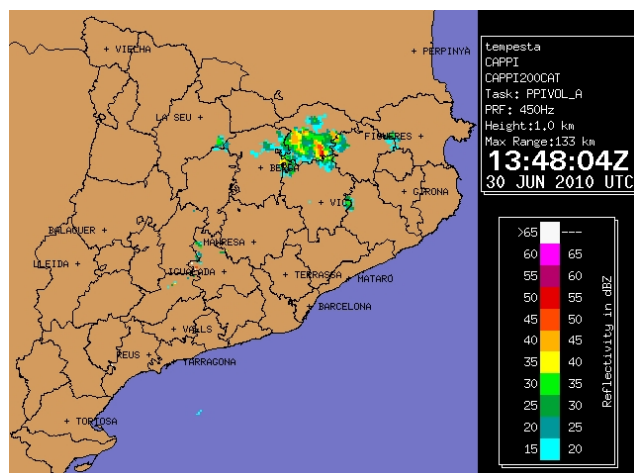 VIECHA
PERPINYÀ
LA SEU
FIGUERES
BERGA
VIC
GIRONA
BALAGUER
MANRESA
LLEIDA
IGUALADA
TERRASSA
MATARÓ
BARCELONA
VALLS
REUS
TARRAGONA
TORTOSA
tempesta
CAPPI
CAPPI200CAT
Task: PPIVOL_A
PRF: 450Hz
Height:1.0 km
Max Range:133 km
13:48:04Z
30 JUN 2010 UTC
>65 ---
60 65
55 60
50 55
45 50
40 45
35 40
30 35
25 30
20 25
15 20
Reflectivity in dBZ